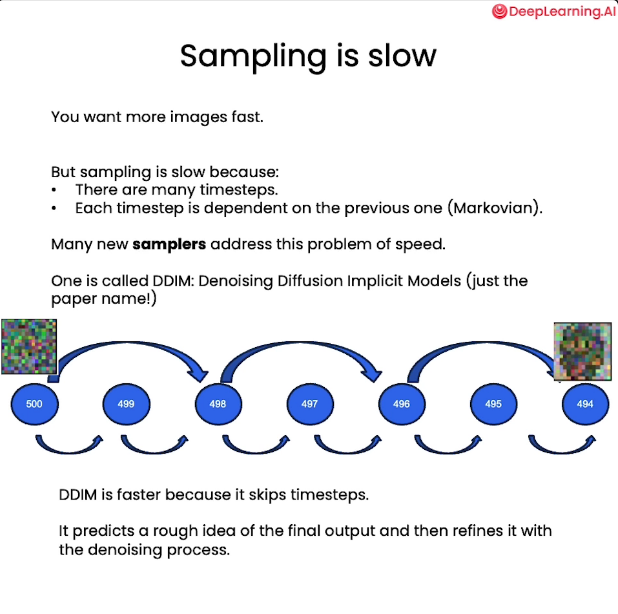 DeepLearning.AI
Sampling is slow
You want more images fast.
But sampling is slow because:
• There are many timesteps.
• Each timestep is dependent on the previous one (Markovian).
Many new samplers address this problem of speed.
One is called DDIM: Denoising Diffusion Implicit Models (just the
paper name!)
500 499 498 497 496 495 494
DDIM is faster because it skips timesteps.
It predicts a rough idea of the final output and then refines it with
the denoising process.